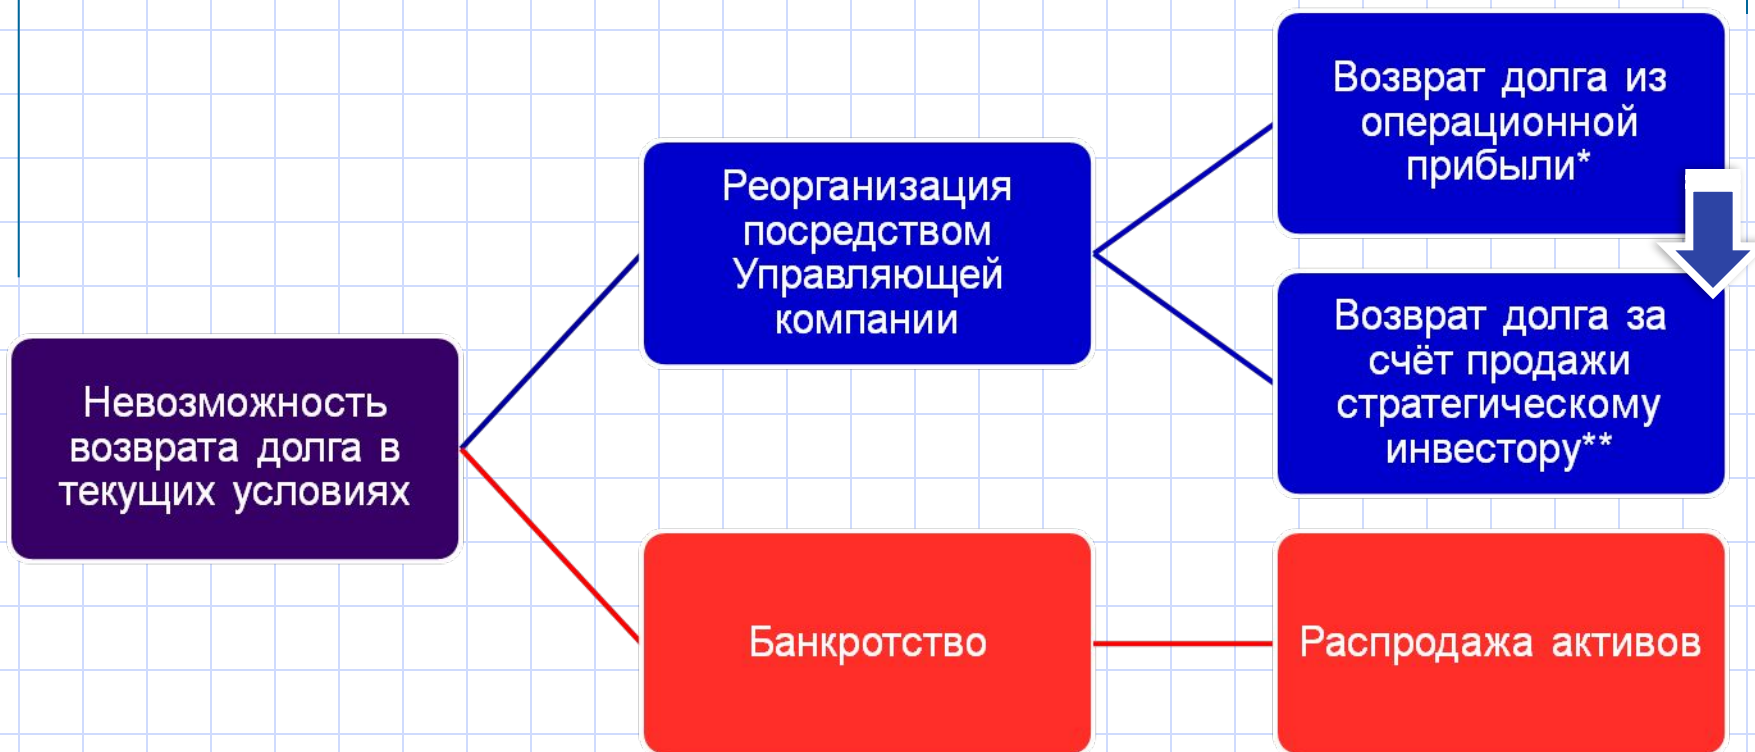 Невозможность
возврата долга в
текущих условиях
Реорганизация
посредством
Управляющей
компании
Возврат долга из
операционной
прибыли*
Возврат долга за
счёт продажи
стратегическому
инвестору**
Банкротство
Распродажа активов